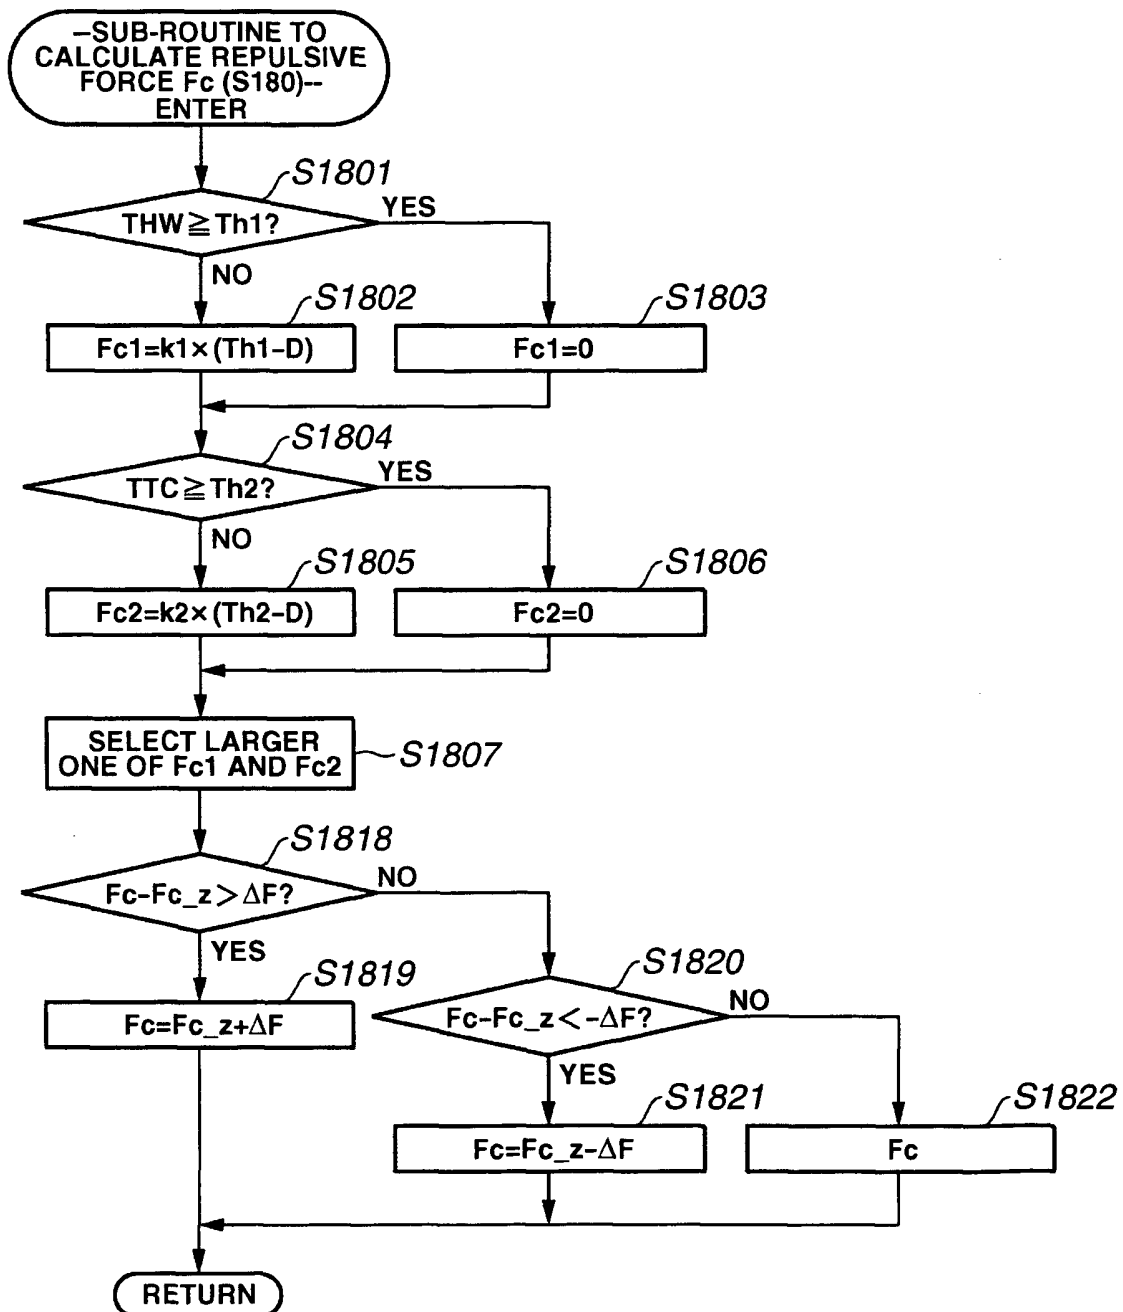 –SUB-ROUTINE TO
CALCULATE REPULSIVE
FORCE Fc (S180)--
ENTER
S1801
THW≧Th1?
YES
NO
S1802
Fc1=k1×(Th1–D)
S1803
Fc1=0
S1804
TTC≧Th2?
YES
NO
S1805
Fc2=k2×(Th2–D)
S1806
Fc2=0
SELECT LARGER
ONE OF Fc1 AND Fc2
S1807
S1818
Fc–Fc_z>ΔF?
NO
YES
S1819
Fc=Fc_z+ΔF
S1820
Fc–Fc_z<-ΔF?
NO
YES
S1821
Fc=Fc_z–ΔF
S1822
Fc
RETURN